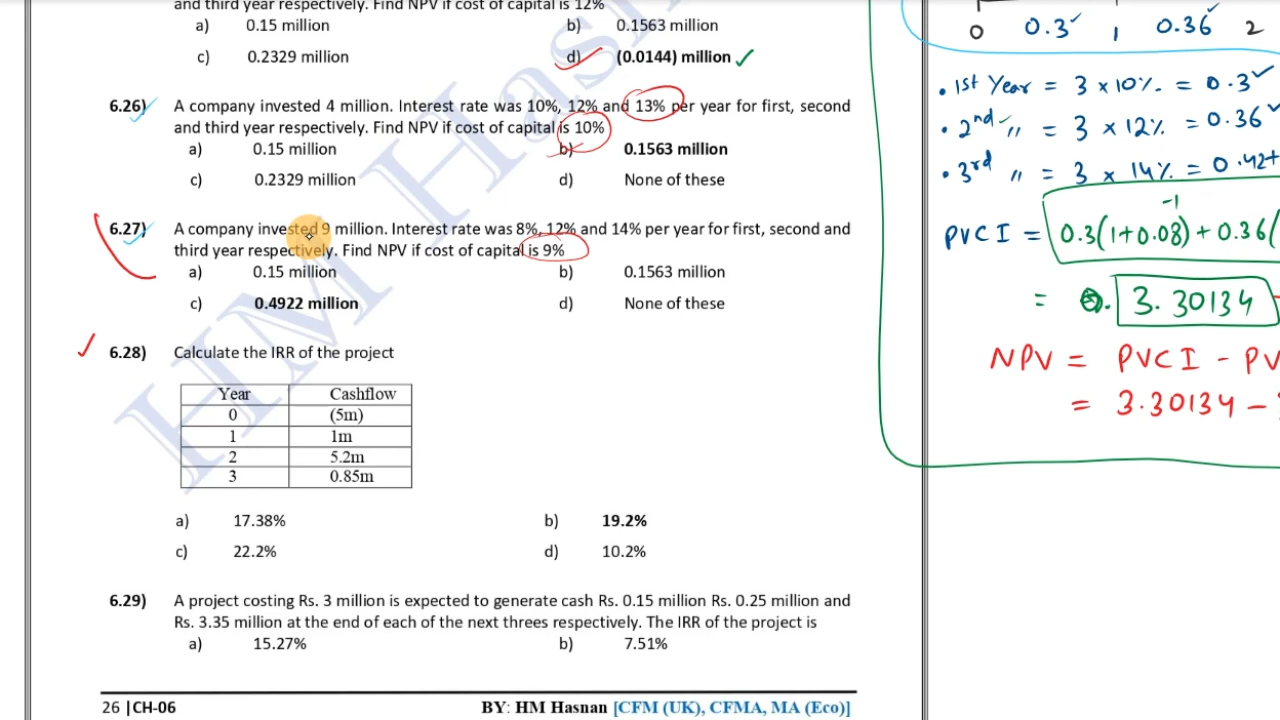 and third year respectively. Find NPV if cost of capital is 12%
a) 0.15 million b) 0.1563 million
c) 0.2329 million d) (0.0144) million ✓
6.26) A company invested 4 million. Interest rate was 10%, 12% and 13% per year for first, second
and third year respectively. Find NPV if cost of capital is 10%
a) 0.15 million b) 0.1563 million
c) 0.2329 million d) None of these
6.27) A company invested 9 million. Interest rate was 8%, 12% and 14% per year for first, second and
third year respectively. Find NPV if cost of capital is 9%
a) 0.15 million b) 0.1563 million
c) 0.4922 million d) None of these
6.28) Calculate the IRR of the project
Year Cashflow
0 (5m)
1 1m
2 5.2m
3 0.85m
a) 17.38% b) 19.2%
c) 22.2% d) 10.2%
6.29) A project costing Rs. 3 million is expected to generate cash Rs. 0.15 million Rs. 0.25 million and
Rs. 3.35 million at the end of each of the next threes respectively. The IRR of the project is
a) 15.27% b) 7.51%
26 |CH-06 BY: HM Hasnan [CFM (UK), CFMA, MA (Eco)]
HM Has
0 0.3✓ 1 0.36✓ 2
• 1st Year = 3 x 10% = 0.3✓
• 2nd " = 3 x 12% = 0.36✓
• 3rd " = 3 x 14% = 0.42+
PVCI = 0.3(1+0.08)-1 + 0.36(
= 3.30134
NPV = PVCI - PV
= 3.30134 -